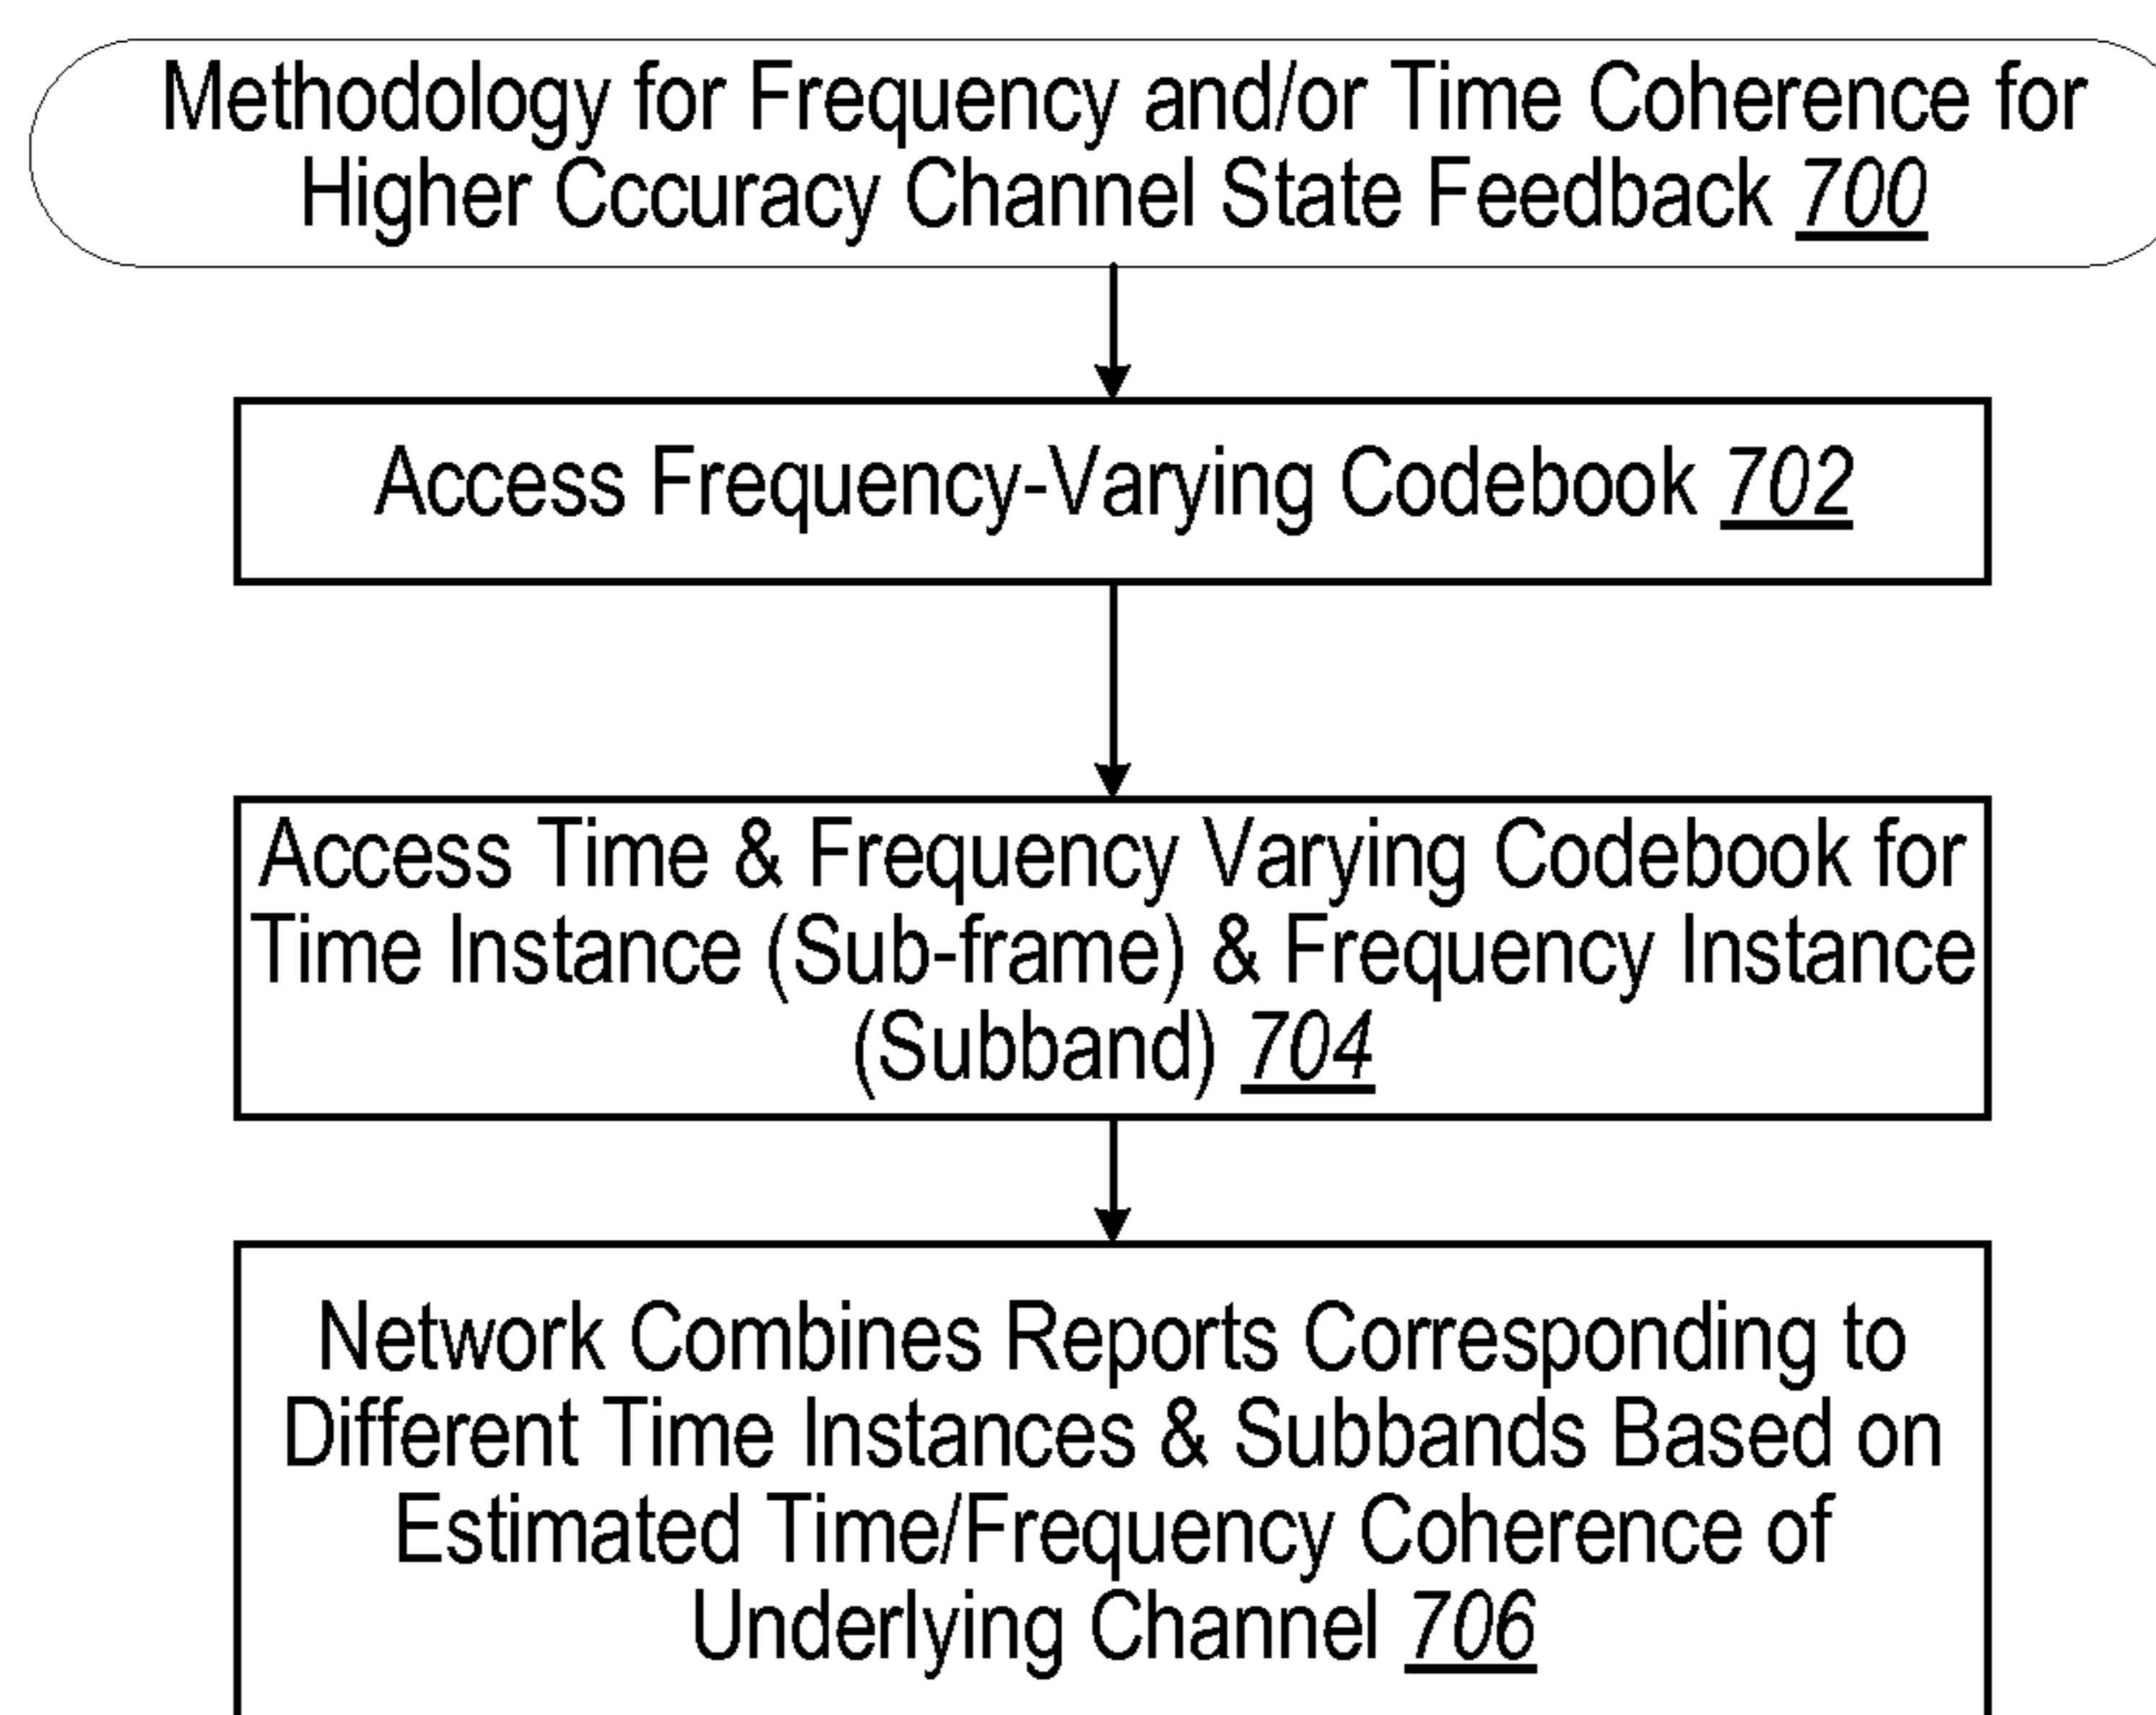 Methodology for Frequency and/or Time Coherence for
Higher Cccuracy Channel State Feedback 700
Access Frequency-Varying Codebook 702
Access Time & Frequency Varying Codebook for
Time Instance (Sub-frame) & Frequency Instance
(Subband) 704
Network Combines Reports Corresponding to
Different Time Instances & Subbands Based on
Estimated Time/Frequency Coherence of
Underlying Channel 706